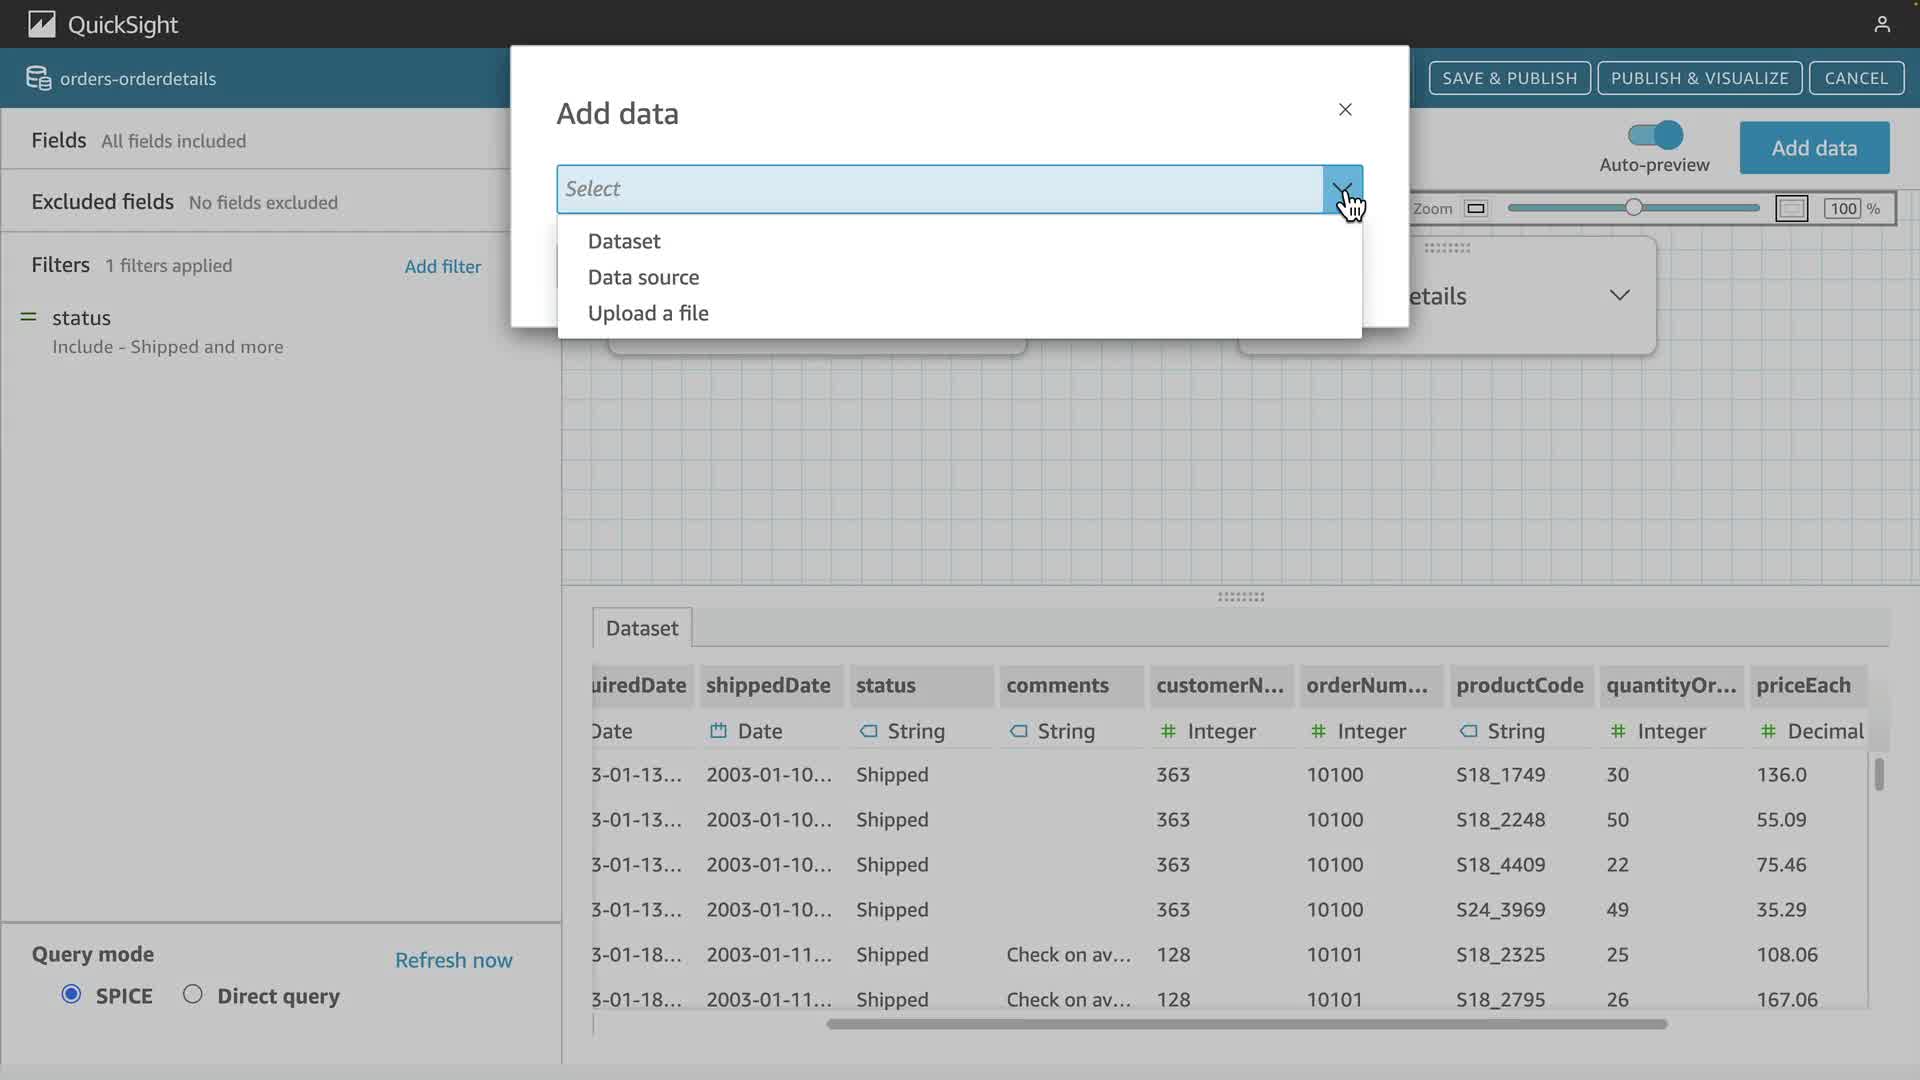 QuickSight
orders-orderdetails
SAVE & PUBLISH
PUBLISH & VISUALIZE
CANCEL
Add data
Select
Dataset
Data source
Upload a file
Fields All fields included
Excluded fields No fields excluded
Filters 1 filters applied Add filter
status
Include - Shipped and more
Auto-preview
Add data
Zoom
100 %
etails
Dataset
uiredDate shippedDate status comments customerN... orderNum... productCode quantityOr... priceEach
Date Date String String Integer Integer String Integer Decimal
3-01-13... 2003-01-10... Shipped 363 10100 S18_1749 30 136.0
3-01-13... 2003-01-10... Shipped 363 10100 S18_2248 50 55.09
3-01-13... 2003-01-10... Shipped 363 10100 S18_4409 22 75.46
3-01-13... 2003-01-10... Shipped 363 10100 S24_3969 49 35.29
3-01-18... 2003-01-11... Shipped Check on av... 128 10101 S18_2325 25 108.06
3-01-18... 2003-01-11... Shipped Check on av... 128 10101 S18_2795 26 167.06
Query mode Refresh now
SPICE Direct query